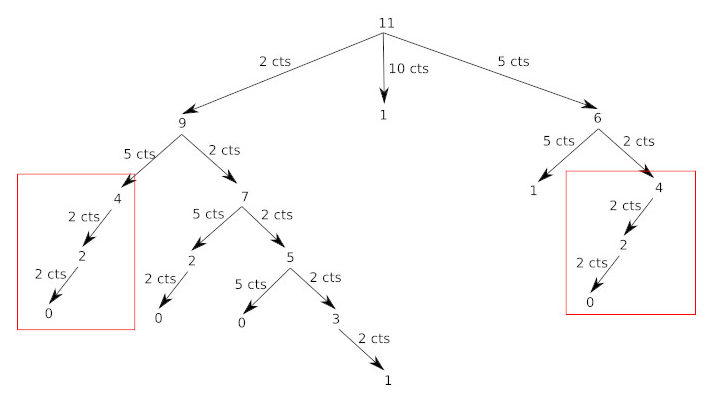 11
2 cts 10 cts 5 cts
9 1 6
5 cts 2 cts 5 cts 2 cts
4 7 1 4
2 cts 5 cts 2 cts 2 cts
2 2 5 2
2 cts 2 cts 5 cts 2 cts 2 cts
0 0 0 3 0
2 cts
1